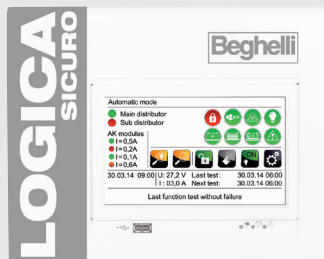 LOGICA
SICURO
Beghelli
Automatic mode
Main distributor
Sub distributor
AK modules
I=0,5A
I=0,2A
I=0,1A
I=0,6A
30.03.14 09:00 U: 27,2 V Last test: 30.03.14 06:00
I : 03,0 A Next test: 30.03.14 06:00
Last function test without failure